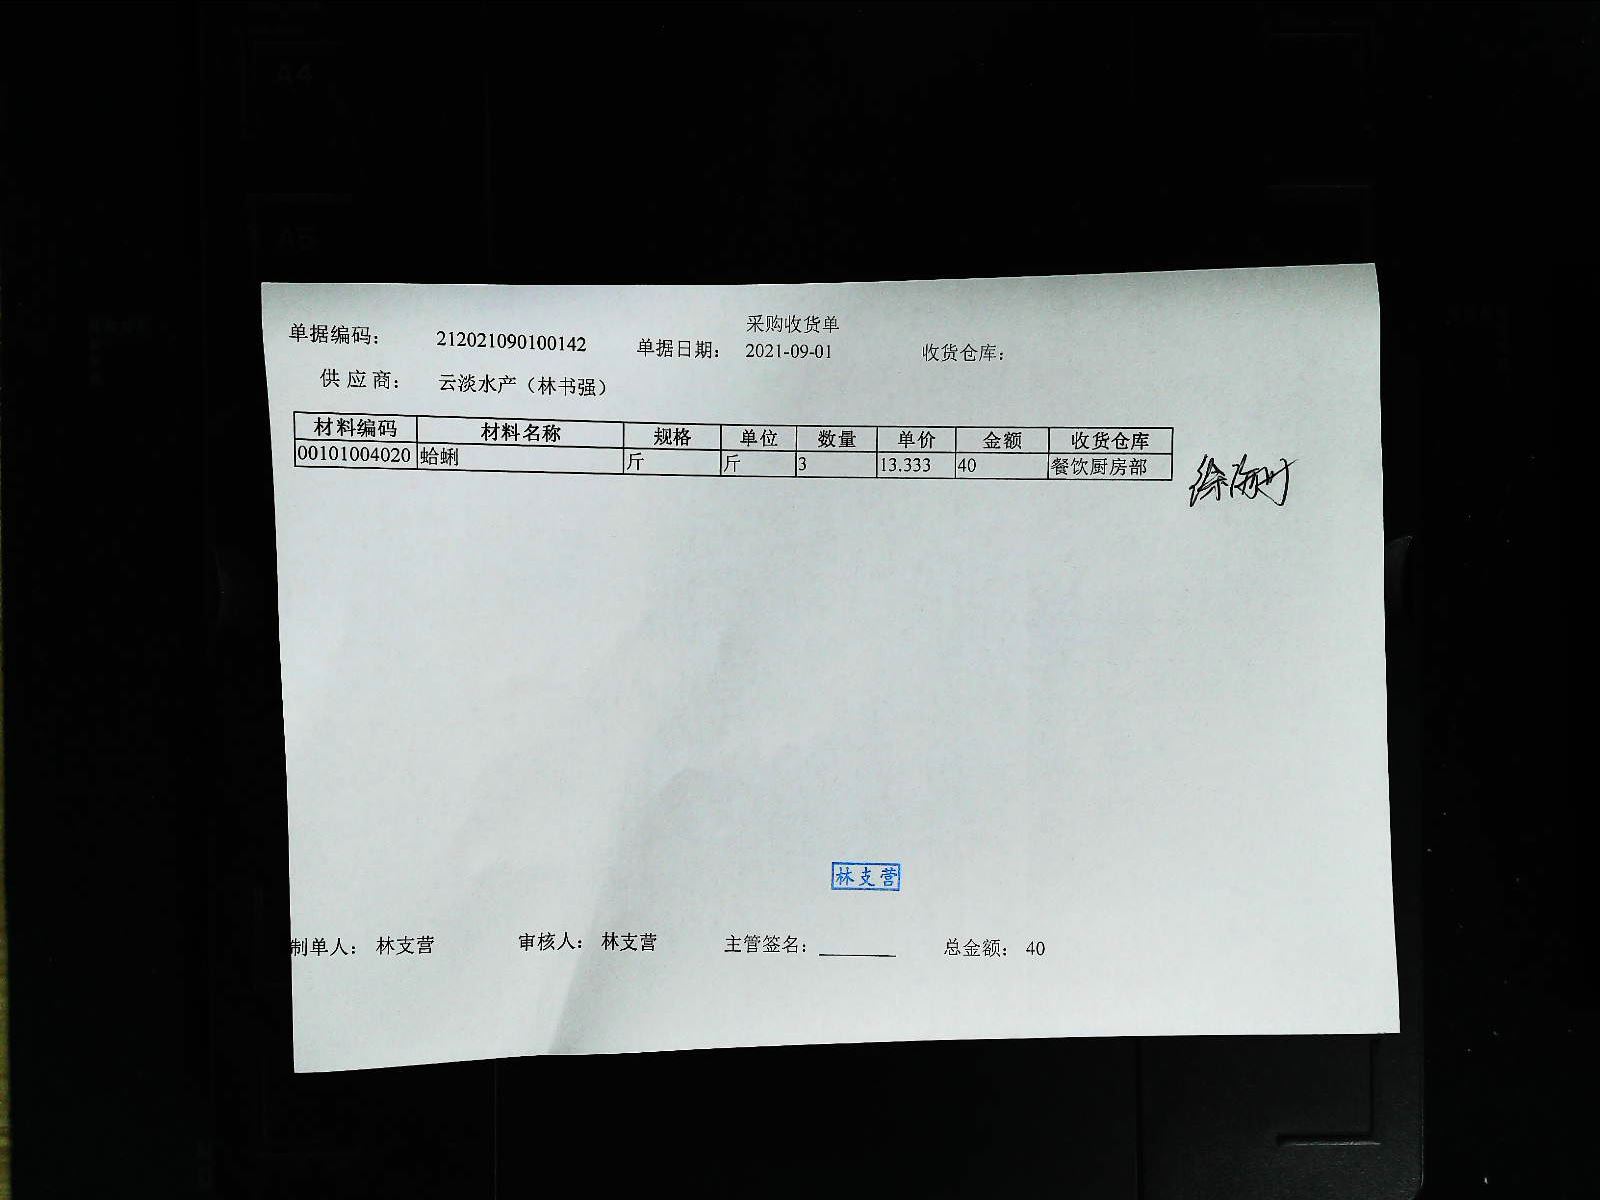 采购收货单
单据编码： 212021090100142 单据日期： 2021-09-01 收货仓库：
供应商： 云淡水产（林书强）
材料编码 材料名称 规格 单位 数量 单价 金额 收货仓库
00101004020 蛤蜊 斤 斤 3 13.333 40 餐饮厨房部
林支营
制单人： 林支营 审核人： 林支营 主管签名： 总金额： 40